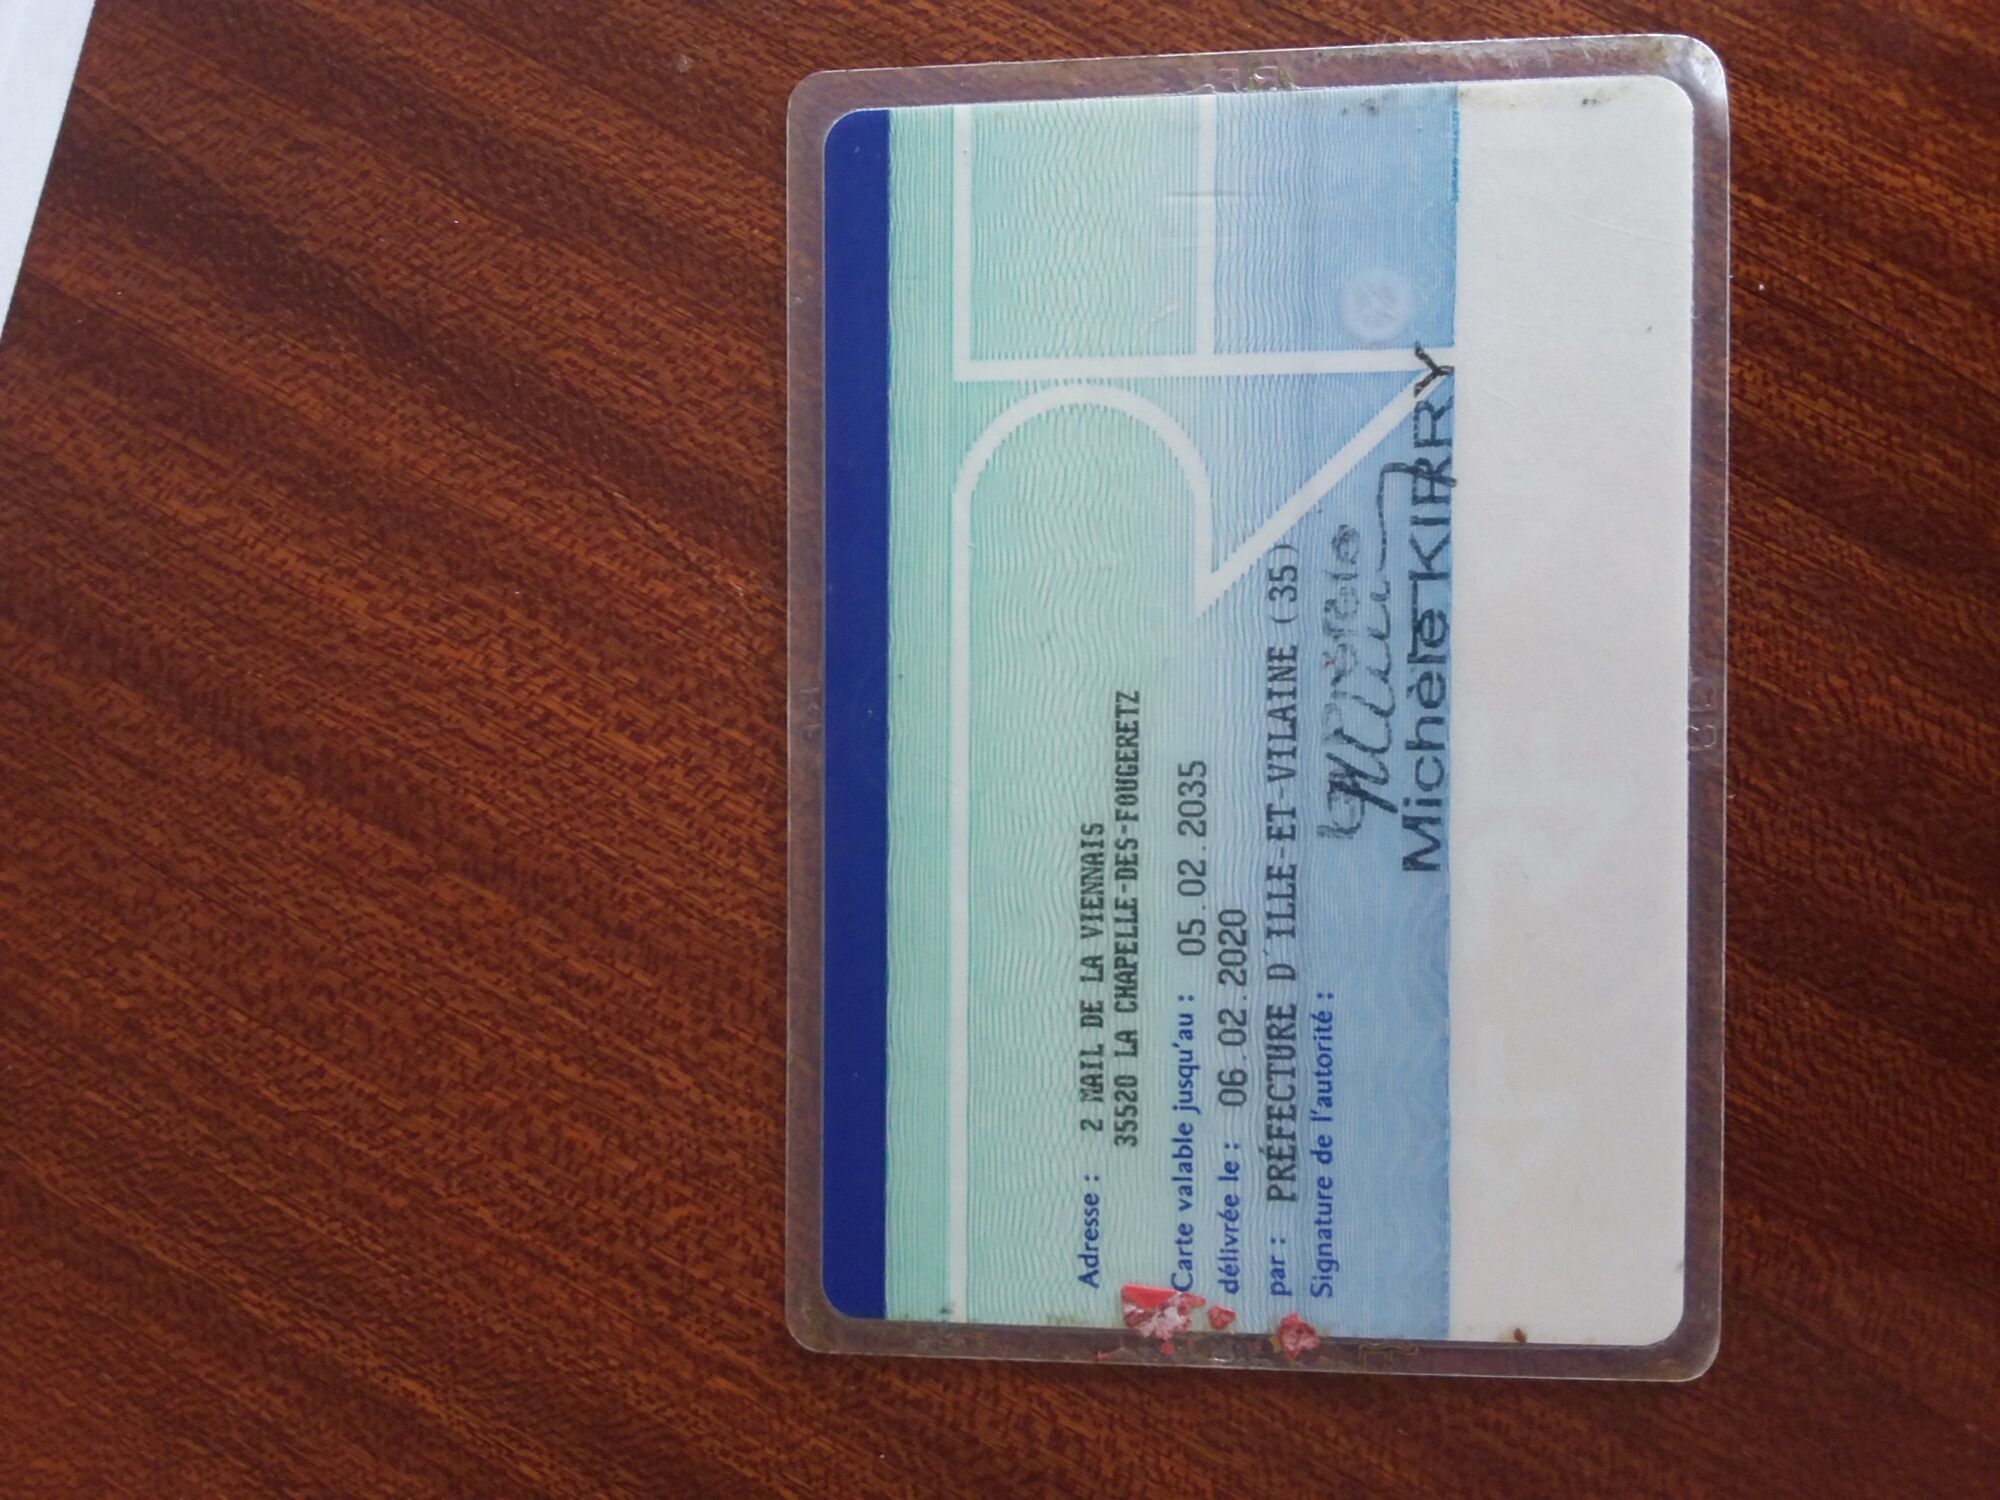 Adresse : 2 MAIL DE LA VIENNAIS
35520 LA CHAPELLE-DES-FOUGERETZ
Carte valable jusqu'au : 05.02.2035
délivrée le : 06.02.2020
par : PRÉFECTURE D'ILLE-ET-VILAINE (35)
Signature de l'autorité :
Michèle KIRRY